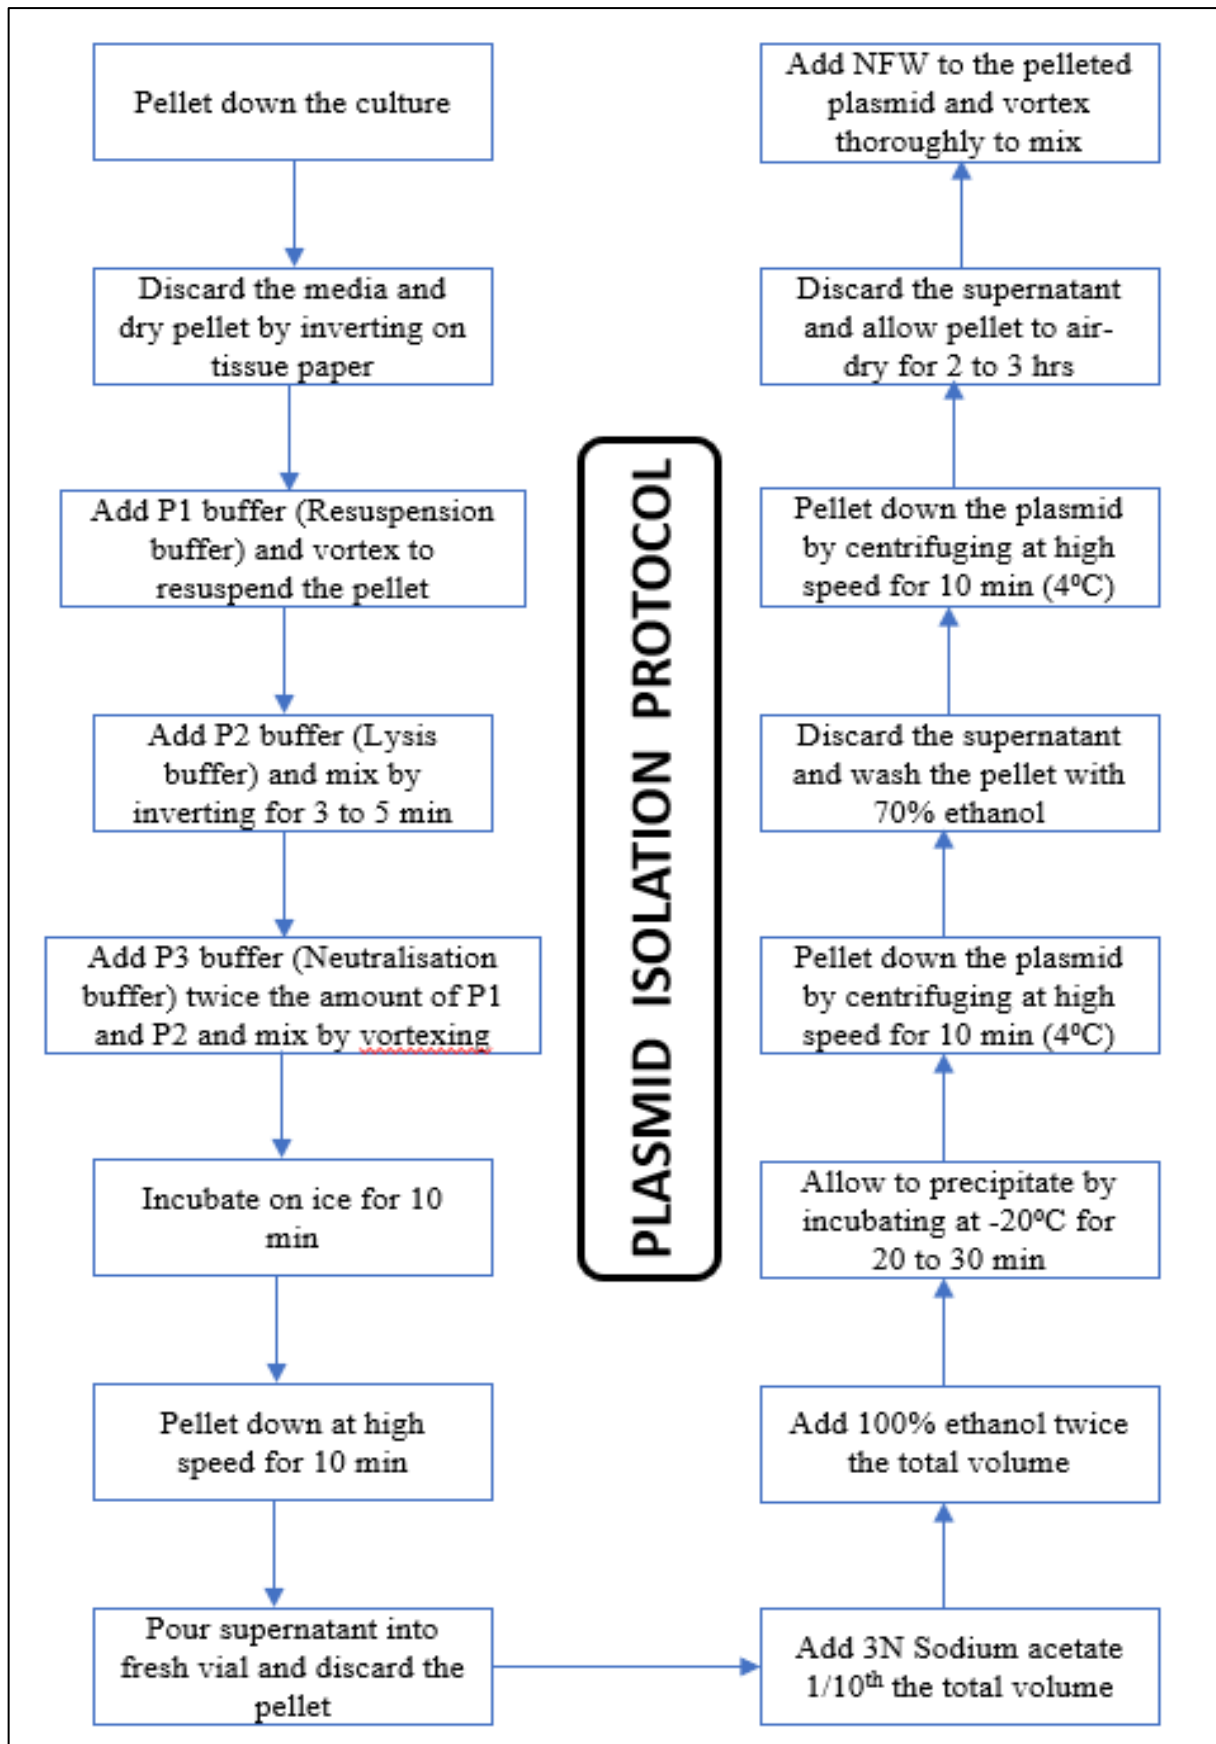 Pellet down the culture
Discard the media and
dry pellet by inverting on
tissue paper
Add P1 buffer (Resuspension
buffer) and vortex to
resuspend the pellet
Add P2 buffer (Lysis
buffer) and mix by
inverting for 3 to 5 min
Add P3 buffer (Neutralisation
buffer) twice the amount of P1
and P2 and mix by vortexing
Incubate on ice for 10
min
Pellet down at high
speed for 10 min
Pour supernatant into
fresh vial and discard the
pellet
Add 3N Sodium acetate
1/10th the total volume
Add 100% ethanol twice
the total volume
Allow to precipitate by
incubating at -20⁰C for
20 to 30 min
Pellet down the plasmid
by centrifuging at high
speed for 10 min (4⁰C)
Discard the supernatant
and wash the pellet with
70% ethanol
Pellet down the plasmid
by centrifuging at high
speed for 10 min (4⁰C)
Discard the supernatant
and allow pellet to air-
dry for 2 to 3 hrs
Add NFW to the pelleted
plasmid and vortex
thoroughly to mix
PLASMID ISOLATION PROTOCOL